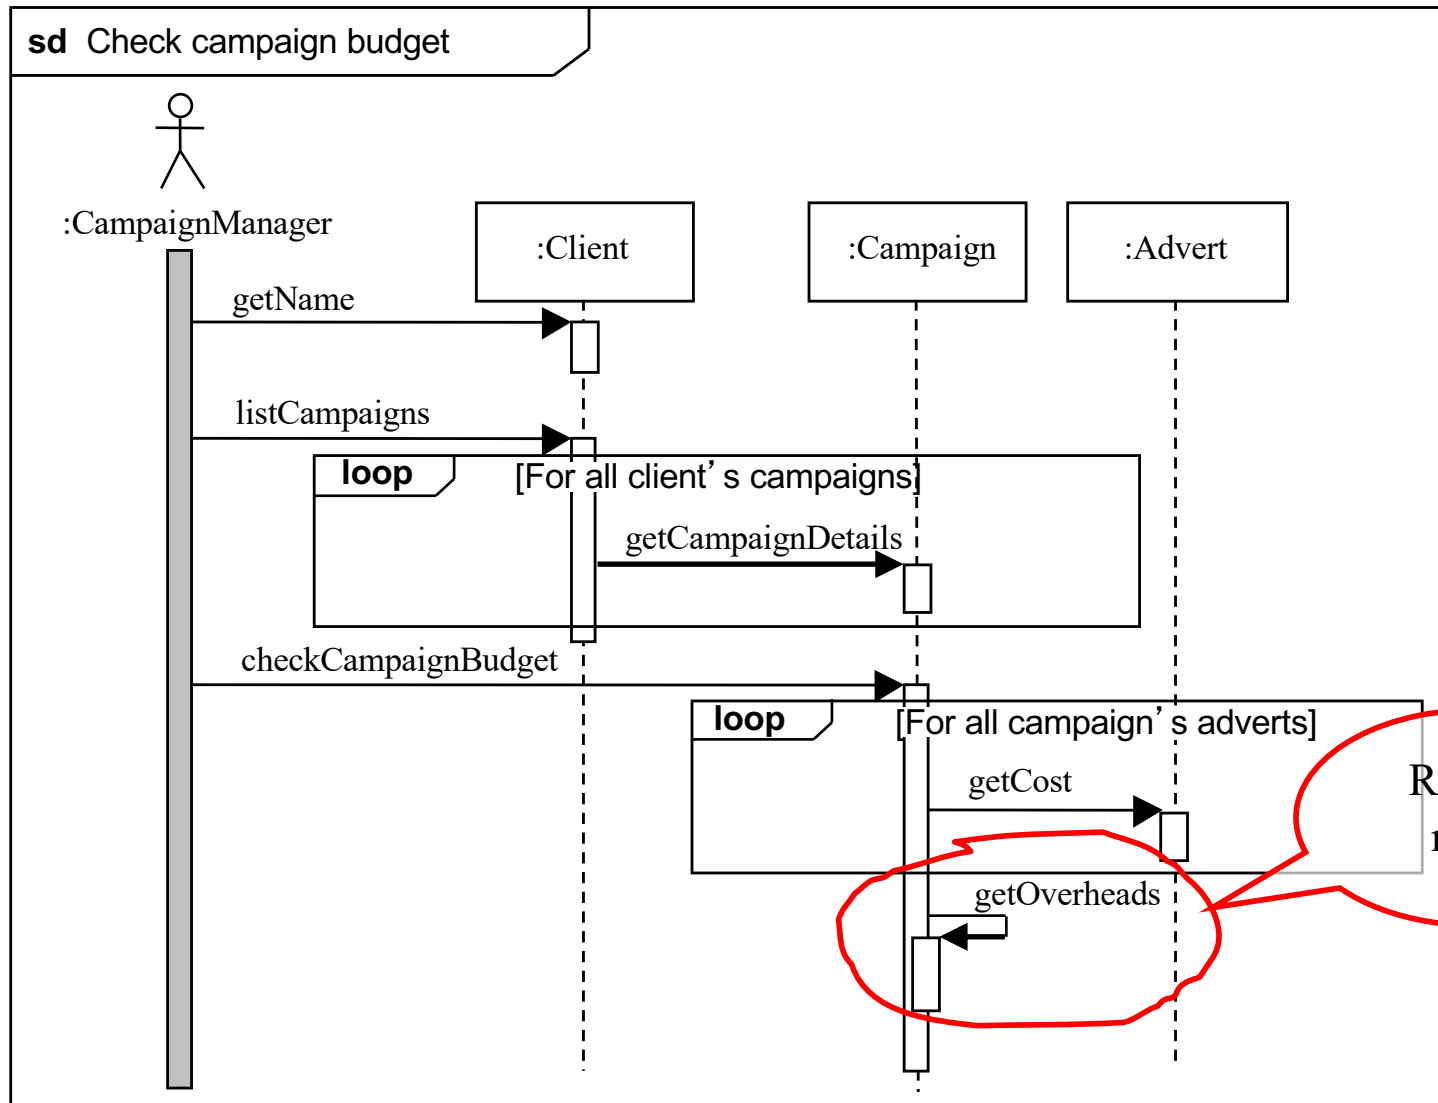 sd Check campaign budget
:CampaignManager
:Client
:Campaign
:Advert
getName
listCampaigns
loop [For all client’s campaigns]
getCampaignDetails
checkCampaignBudget
loop [For all campaign’s adverts]
getCost
getOverheads